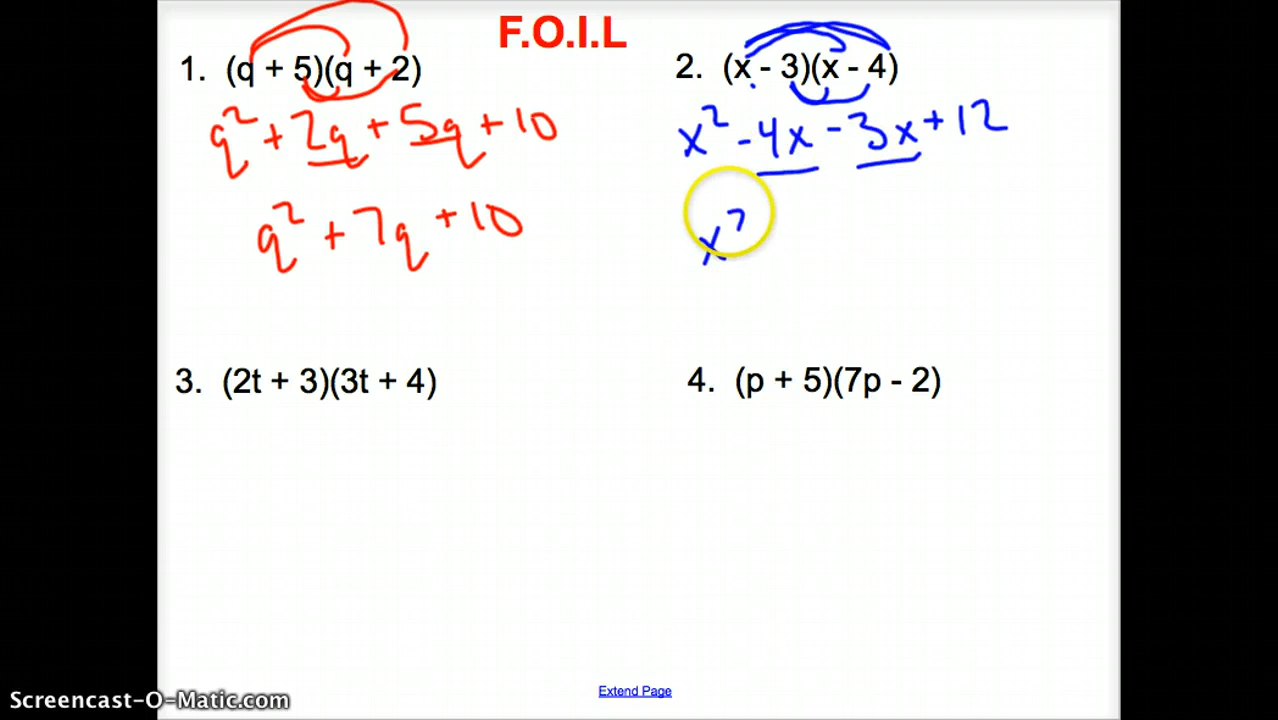 F.O.I.L
1. (q + 5)(q + 2)
q² + 2q + 5q + 10
q² + 7q + 10
2. (x - 3)(x - 4)
x² - 4x - 3x + 12
x²
3. (2t + 3)(3t + 4)
4. (p + 5)(7p - 2)
Extend Page
Screencast-O-Matic.com